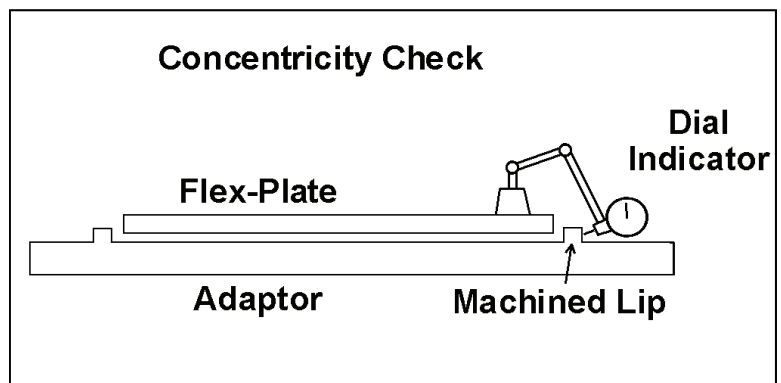 Concentricity Check
Dial
Indicator
Flex-Plate
Adaptor
Machined Lip